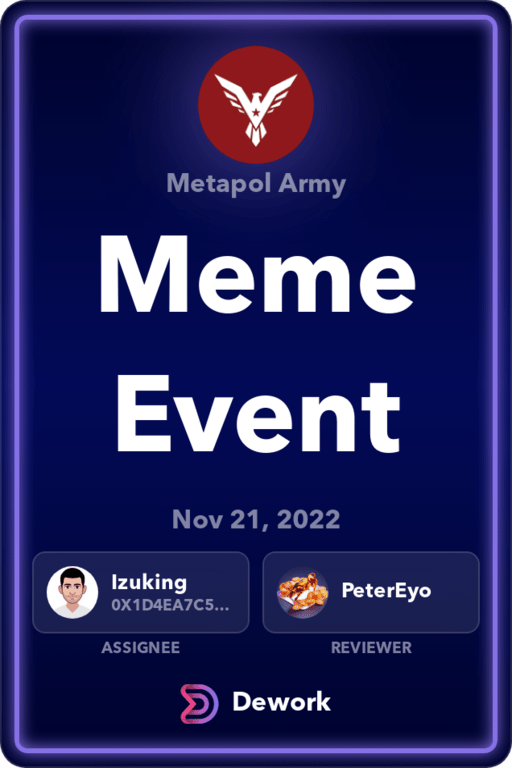 Metapol Army
Meme
Event
Nov 21, 2022
Izuking
0X1D4EA7C5...
PeterEyo
ASSIGNEE
REVIEWER
Dework